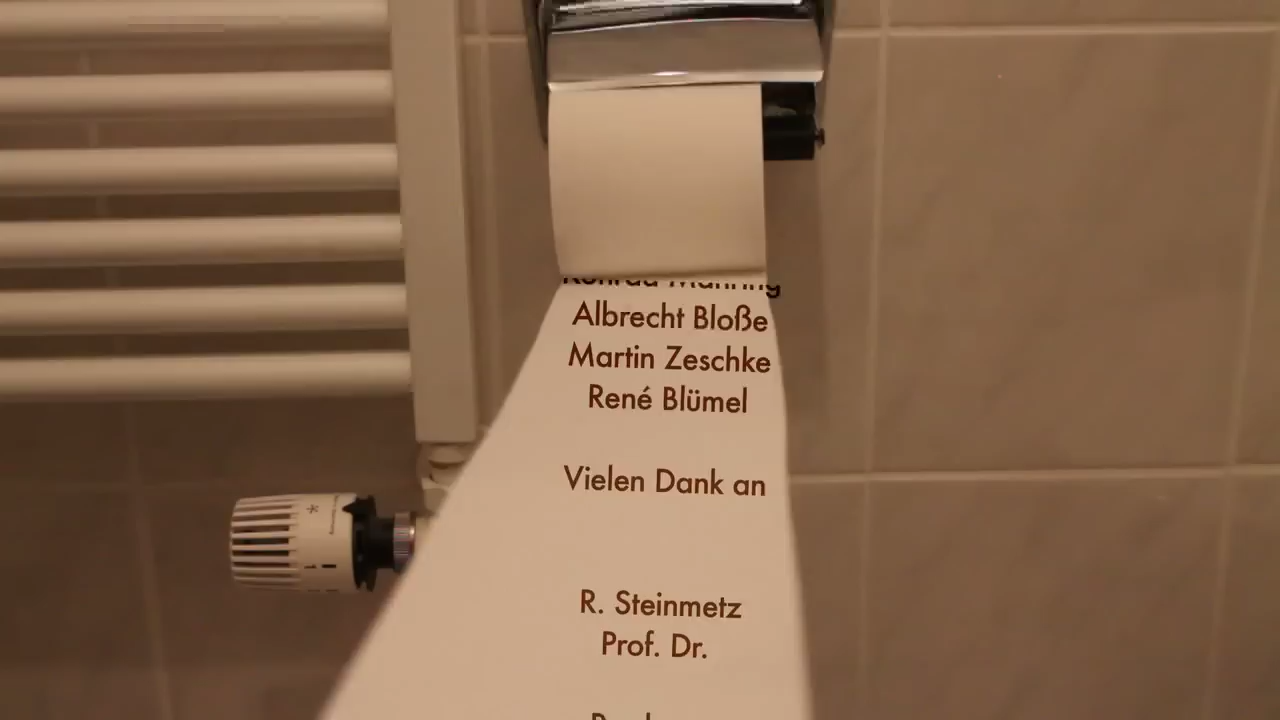 Albrecht Bloße
Martin Zeschke
René Blümel
Vielen Dank an
R. Steinmetz
Prof. Dr.